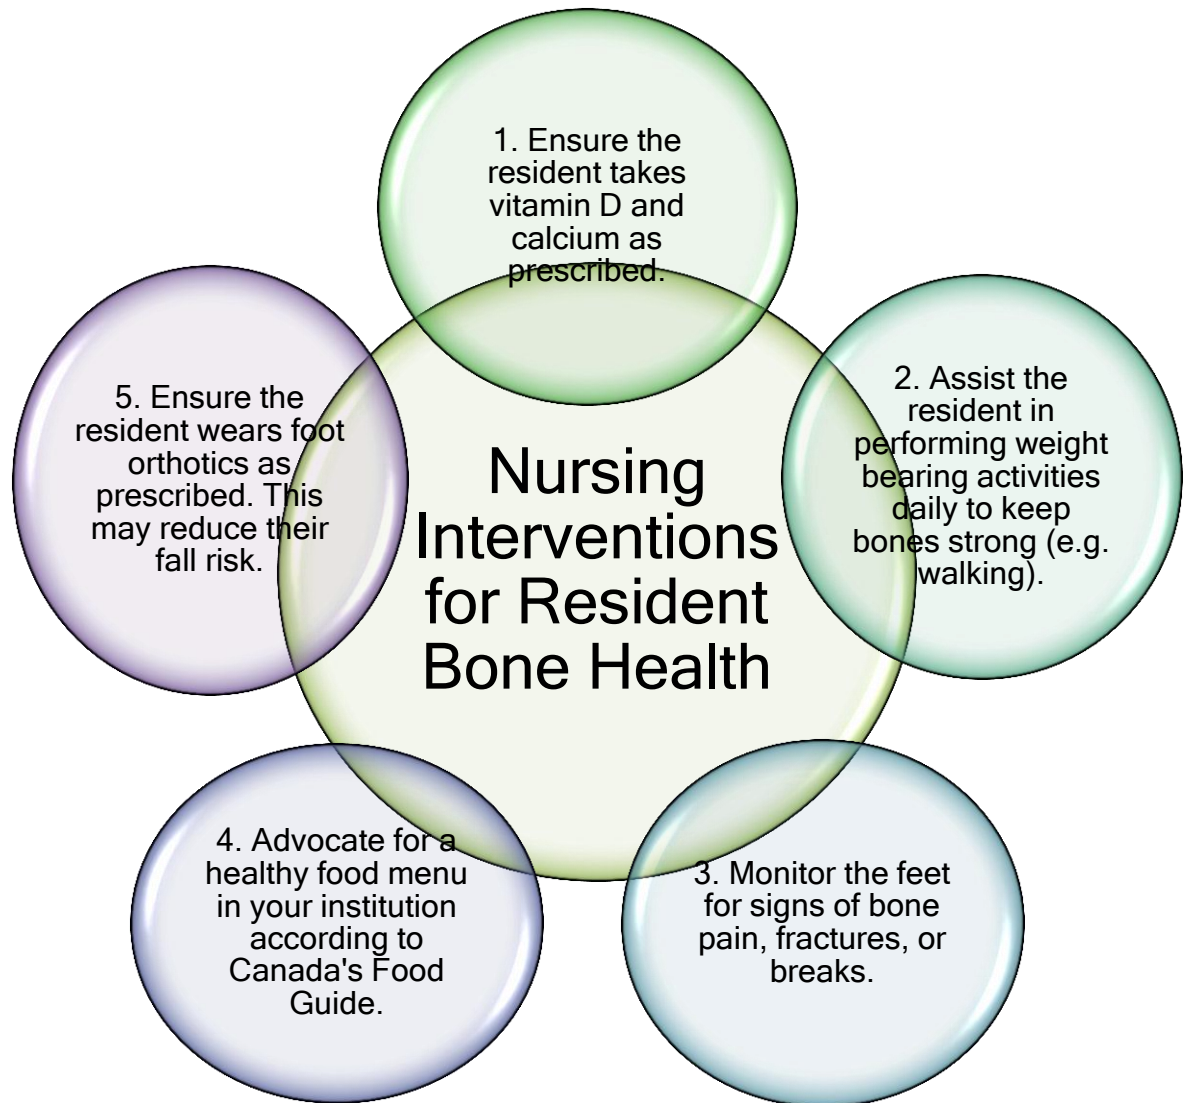 1. Ensure the
resident takes
vitamin D and
calcium as
prescribed.
2. Assist the
resident in
performing weight
bearing activities
daily to keep
bones strong (e.g.
walking).
3. Monitor the feet
for signs of bone
pain, fractures, or
breaks.
4. Advocate for a
healthy food menu
in your institution
according to
Canada's Food
Guide.
5. Ensure the
resident wears foot
orthotics as
prescribed. This
may reduce their
fall risk.
Nursing
Interventions
for Resident
Bone Health